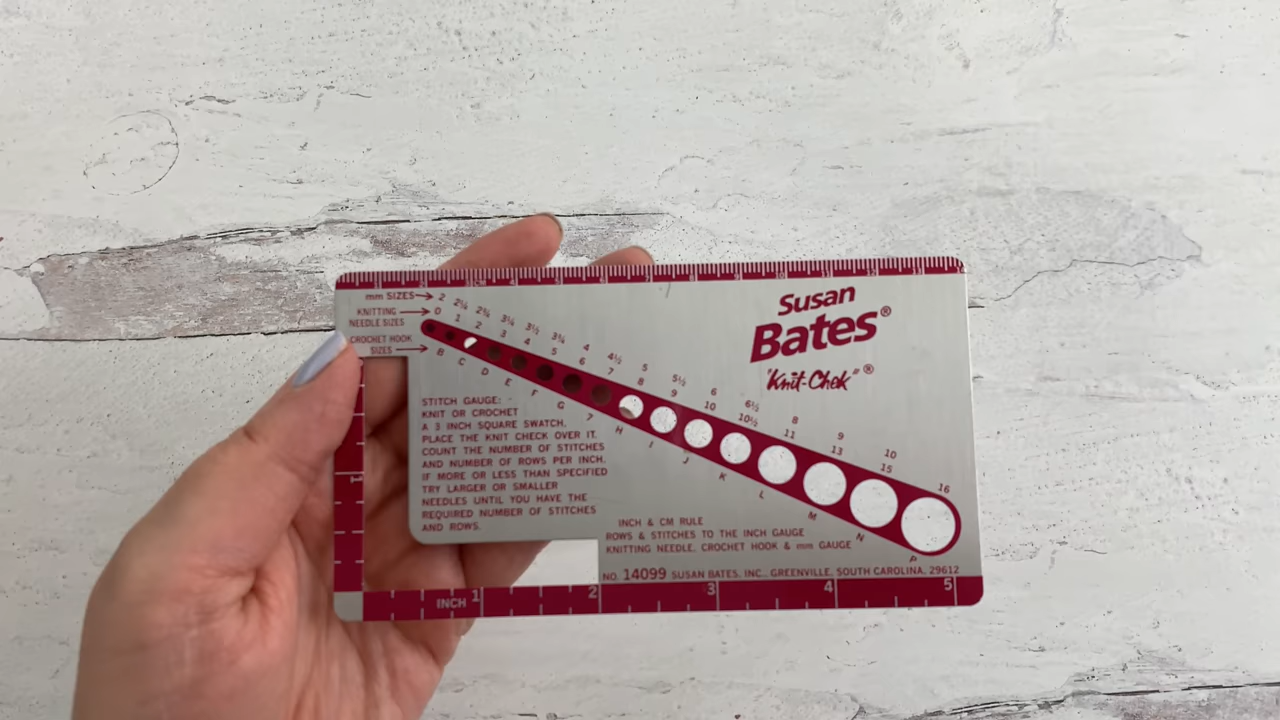 CM
mm SIZES→ 2 2¼ 2¾ 3¼ 3½ 3¾ 4 4½ 5 5½ 6 6½ 8 9 10 16
KNITTING → 0 1 2 3 4 5 6 7 8 9 10 10½ 11 13 15
NEEDLE SIZES
CROCHET HOOK
SIZES → B C D E F G 7 H I J K L M N P
Susan
Bates®
"Knit-Chek"®
STITCH GAUGE:
KNIT OR CROCHET
A 3 INCH SQUARE SWATCH,
PLACE THE KNIT CHECK OVER IT.
COUNT THE NUMBER OF STITCHES
AND NUMBER OF ROWS PER INCH.
IF MORE OR LESS THAN SPECIFIED
TRY LARGER OR SMALLER
NEEDLES UNTIL YOU HAVE THE
REQUIRED NUMBER OF STITCHES
AND ROWS.
INCH & CM RULE
ROWS & STITCHES TO THE INCH GAUGE
KNITTING NEEDLE, CROCHET HOOK & mm GAUGE
NO. 14099 SUSAN BATES, INC., GREENVILLE, SOUTH CAROLINA, 29612
1
INCH 1 2 3 4 5